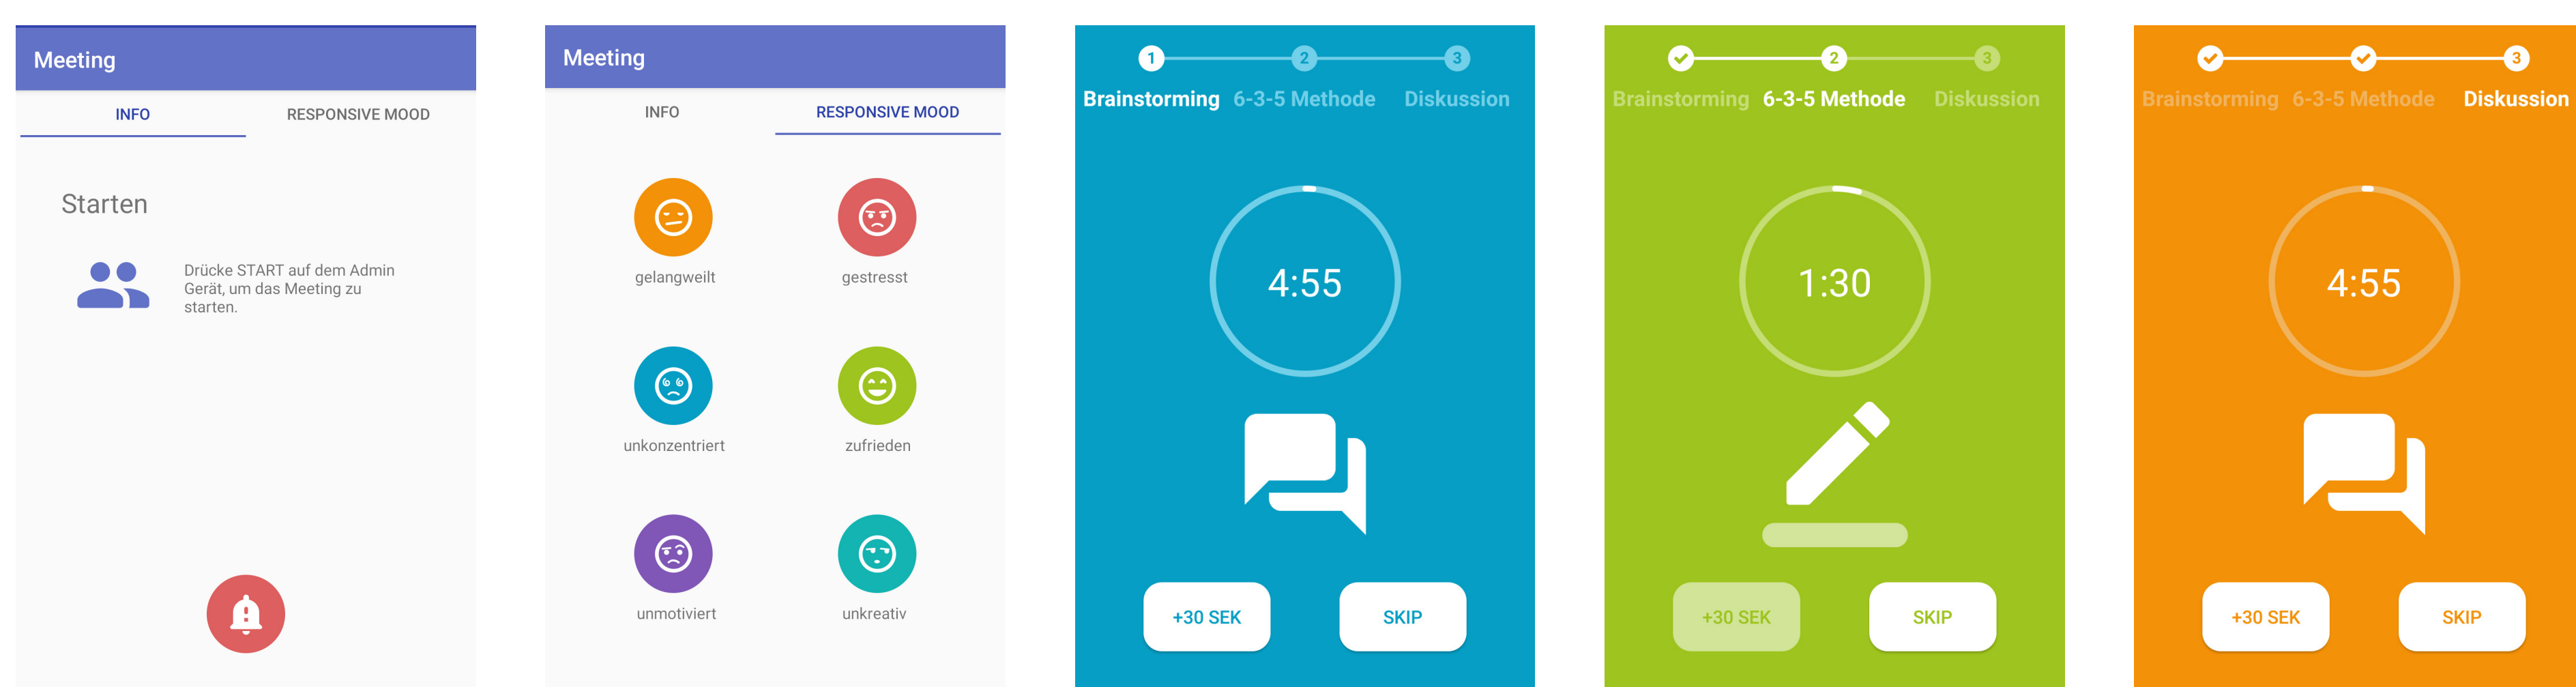 Meeting
INFO RESPONSIVE MOOD
Starten
Drücke START auf dem Admin
Gerät, um das Meeting zu
starten.
Meeting
INFO RESPONSIVE MOOD
gelangweilt gestresst
unkonzentriert zufrieden
unmotiviert unkreativ
1 2 3
Brainstorming 6-3-5 Methode Diskussion
4:55
+30 SEK SKIP
2 3
Brainstorming 6-3-5 Methode Diskussion
1:30
+30 SEK SKIP
3
Brainstorming 6-3-5 Methode Diskussion
4:55
+30 SEK SKIP